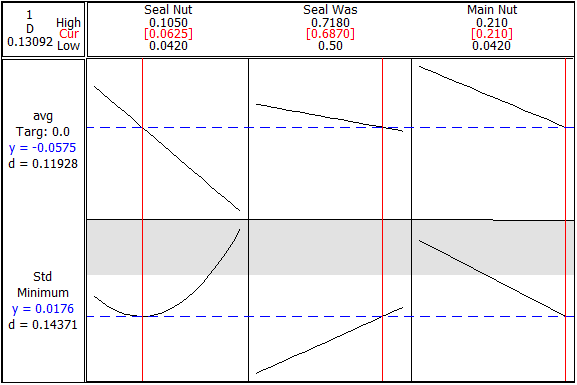 1
D
0.13092
High
Cur
Low
Seal Nut
0.1050
[0.0625]
0.0420
Seal Was
0.7180
[0.6870]
0.50
Main Nut
0.210
[0.210]
0.0420
avg
Targ: 0.0
y = -0.0575
d = 0.11928
Std
Minimum
y = 0.0176
d = 0.14371